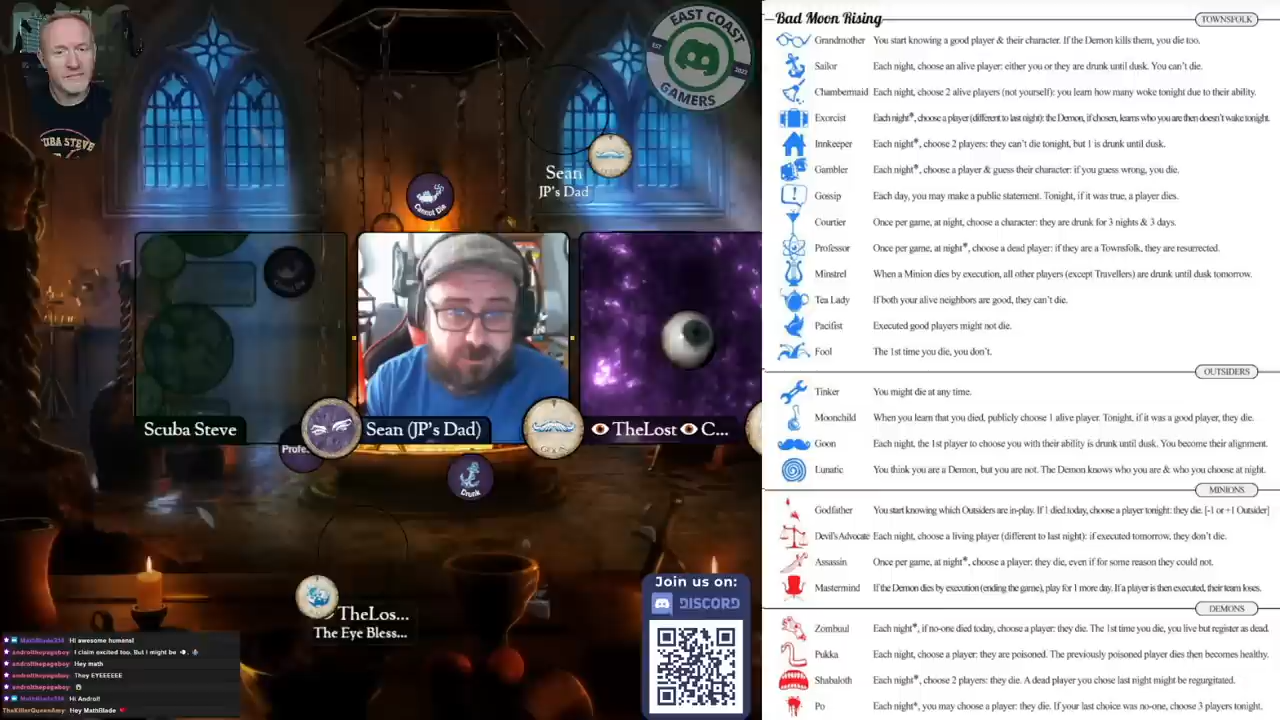 EAST COAST
EST
2022
GAMERS
CUBA STEVE
Sean
JP's Dad
Cannot Die
Scuba Steve
Profe..
Sean (JP's Dad)
TheLost
C...
Drunk
TheLos...
The Eye Bless...
Join us on:
DISCORD
MathBlade314 Hi awesome humans!
androlthepageboy: I claim excited too. But I might be
androlthepageboy: Hey math
androlthepageboy: They EYEEEEEE
androlthepageboy:
Hi Androl!
TheKillerQueenAmy: Hey MathBlade
Bad Moon Rising
TOWNSFOLK
Grandmother You start knowing a good player & their character. If the Demon kills them, you die too.
Sailor Each night, choose an alive player: either you or they are drunk until dusk. You can't die.
Chambermaid Each night, choose 2 alive players (not yourself): you learn how many woke tonight due to their ability.
Exorcist Each night*, choose a player (different to last night): the Demon, if chosen, learns who you are then doesn't wake tonight.
Innkeeper Each night*, choose 2 players: they can't die tonight, but 1 is drunk until dusk.
Gambler Each night*, choose a player & guess their character: if you guess wrong, you die.
Gossip Each day, you may make a public statement. Tonight, if it was true, a player dies.
Courtier Once per game, at night, choose a character: they are drunk for 3 nights & 3 days.
Professor Once per game, at night*, choose a dead player: if they are a Townsfolk, they are resurrected.
Minstrel When a Minion dies by execution, all other players (except Travellers) are drunk until dusk tomorrow.
Tea Lady If both your alive neighbors are good, they can't die.
Pacifist Executed good players might not die.
Fool The 1st time you die, you don't.
OUTSIDERS
Tinker You might die at any time.
Moonchild When you learn that you died, publicly choose 1 alive player. Tonight, if it was a good player, they die.
Goon Each night, the 1st player to choose you with their ability is drunk until dusk. You become their alignment.
Lunatic You think you are a Demon, but you are not. The Demon knows who you are & who you choose at night.
MINIONS
Godfather You start knowing which Outsiders are in-play. If 1 died today, choose a player tonight: they die. [-1 or +1 Outsider]
Devil's Advocate Each night, choose a living player (different to last night): if executed tomorrow, they don't die.
Assassin Once per game, at night*, choose a player: they die, even if for some reason they could not.
Mastermind If the Demon dies by execution (ending the game), play for 1 more day. If a player is then executed, their team loses.
DEMONS
Zombuul Each night*, if no-one died today, choose a player: they die. The 1st time you die, you live but register as dead.
Pukka Each night, choose a player: they are poisoned. The previously poisoned player dies then becomes healthy.
Shabaloth Each night*, choose 2 players: they die. A dead player you chose last night might be regurgitated.
Po Each night*, you may choose a player: they die. If your last choice was no-one, choose 3 players tonight.